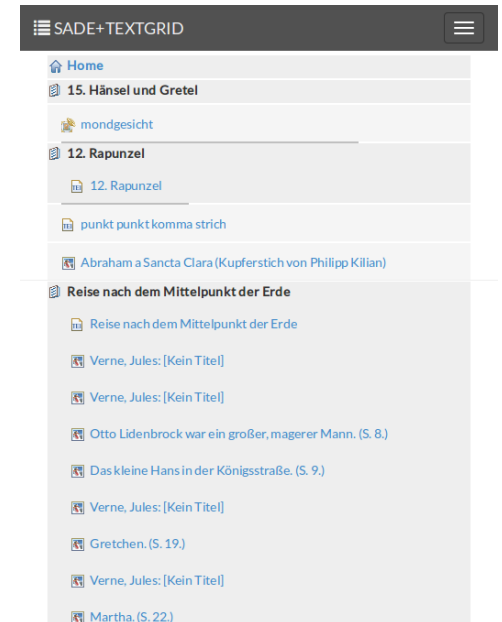 SADE+TEXTGRID
Home
15. Hänsel und Gretel
mondgesicht
12. Rapunzel
12. Rapunzel
punkt punkt komma strich
Abraham a Sancta Clara (Kupferstich von Philipp Kilian)
Reise nach dem Mittelpunkt der Erde
Reise nach dem Mittelpunkt der Erde
Verne, Jules: [Kein Titel]
Verne, Jules: [Kein Titel]
Otto Lidenbrock war ein großer, magerer Mann. (S. 8.)
Das kleine Hans in der Königsstraße. (S. 9.)
Verne, Jules: [Kein Titel]
Gretchen. (S. 19.)
Verne, Jules: [Kein Titel]
Martha. (S. 22.)